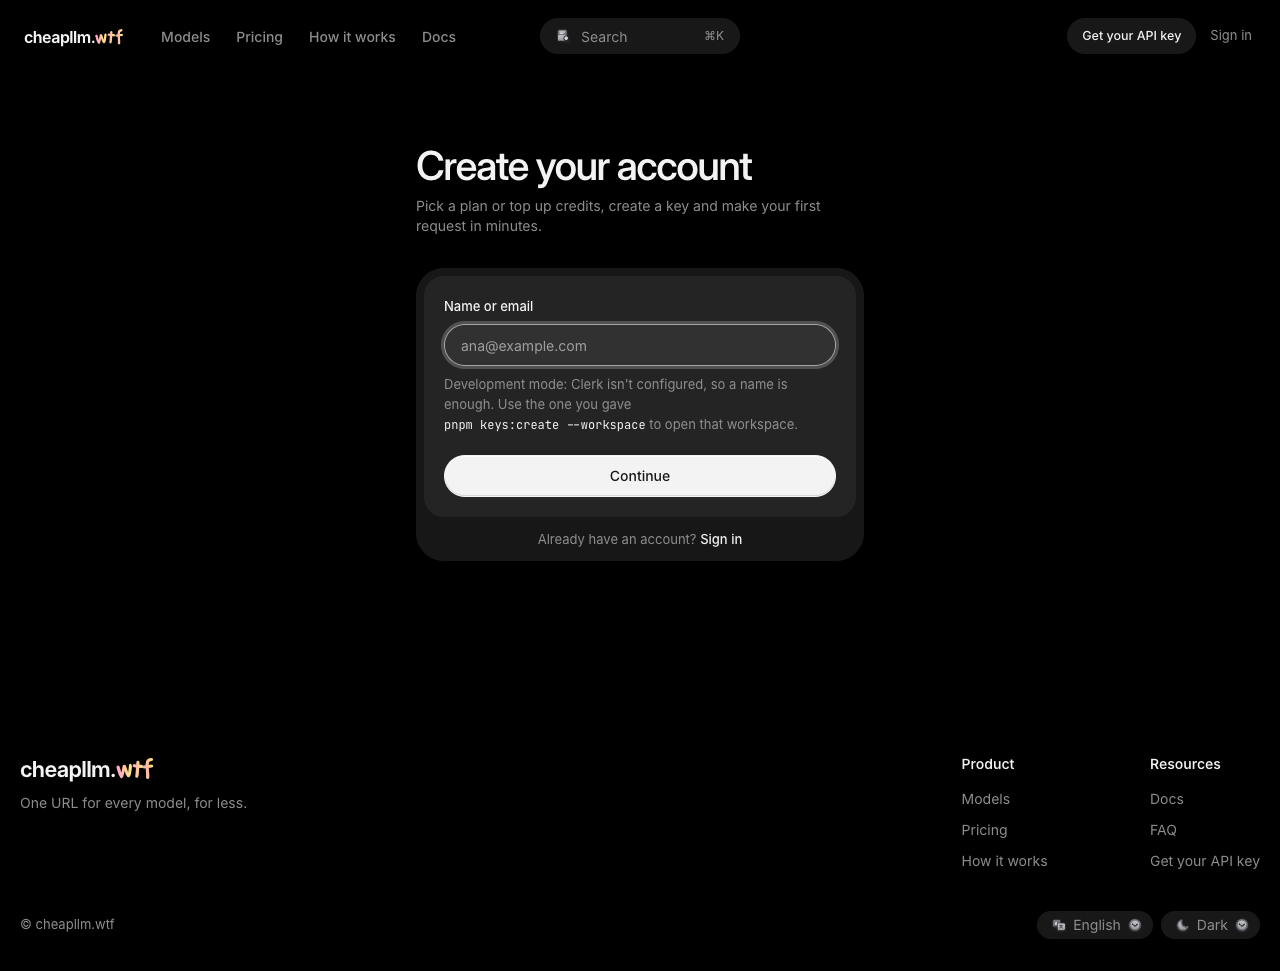 cheapllm.wtf
Models
Pricing
How it works
Docs
Search
⌘K
Get your API key
Sign in
Create your account
Pick a plan or top up credits, create a key and make your first
request in minutes.
Name or email
ana@example.com
Development mode: Clerk isn't configured, so a name is
enough. Use the one you gave
pnpm keys:create --workspace to open that workspace.
Continue
Already have an account? Sign in
cheapllm.wtf
One URL for every model, for less.
Product
Models
Pricing
How it works
Resources
Docs
FAQ
Get your API key
© cheapllm.wtf
English
Dark